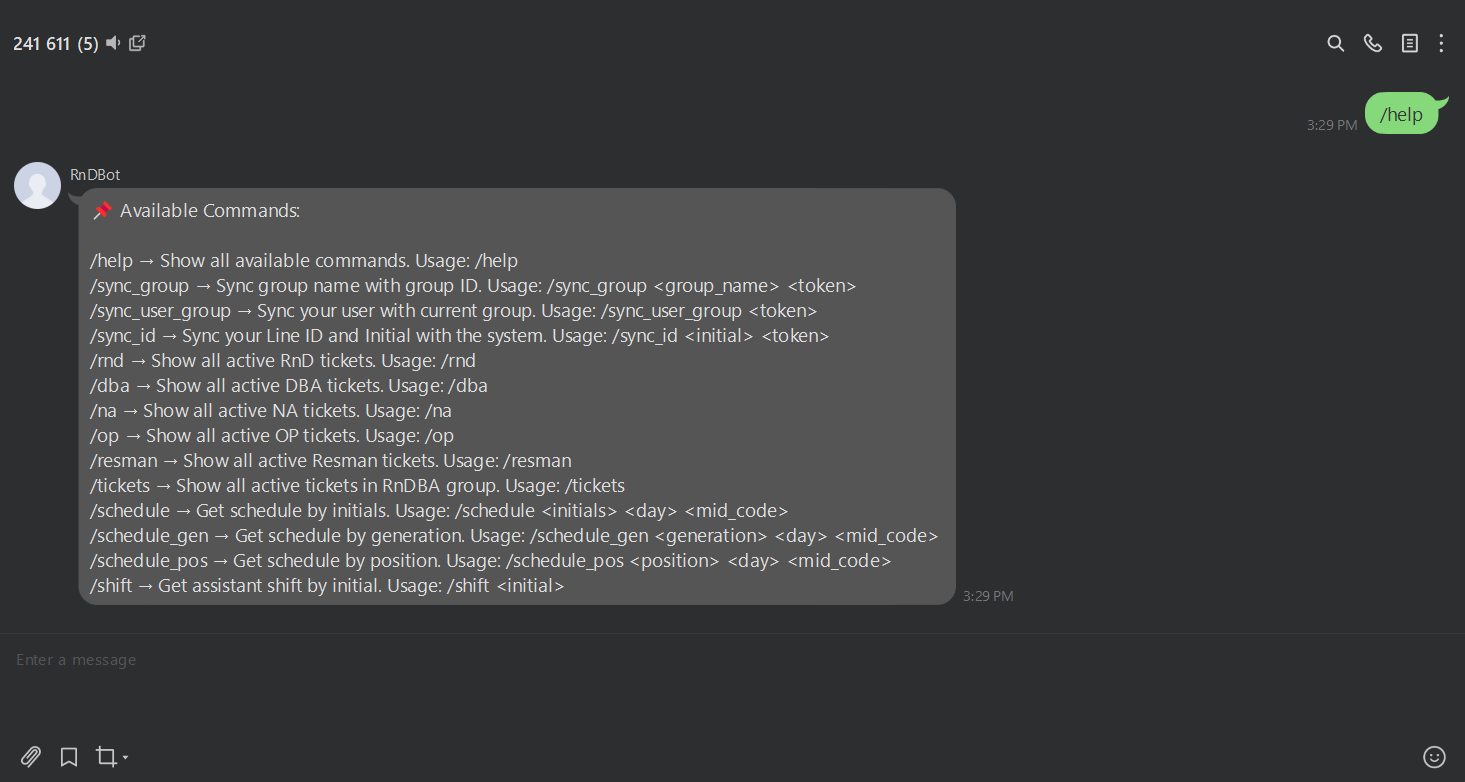 241 611 (5)
/help
3:29 PM
RnDBot
📌 Available Commands:
/help → Show all available commands. Usage: /help
/sync_group → Sync group name with group ID. Usage: /sync_group <group_name> <token>
/sync_user_group → Sync your user with current group. Usage: /sync_user_group <token>
/sync_id → Sync your Line ID and Initial with the system. Usage: /sync_id <initial> <token>
/rnd → Show all active RnD tickets. Usage: /rnd
/dba → Show all active DBA tickets. Usage: /dba
/na → Show all active NA tickets. Usage: /na
/op → Show all active OP tickets. Usage: /op
/resman → Show all active Resman tickets. Usage: /resman
/tickets → Show all active tickets in RnDBA group. Usage: /tickets
/schedule → Get schedule by initials. Usage: /schedule <initials> <day> <mid_code>
/schedule_gen → Get schedule by generation. Usage: /schedule_gen <generation> <day> <mid_code>
/schedule_pos → Get schedule by position. Usage: /schedule_pos <position> <day> <mid_code>
/shift → Get assistant shift by initial. Usage: /shift <initial>
3:29 PM
Enter a message